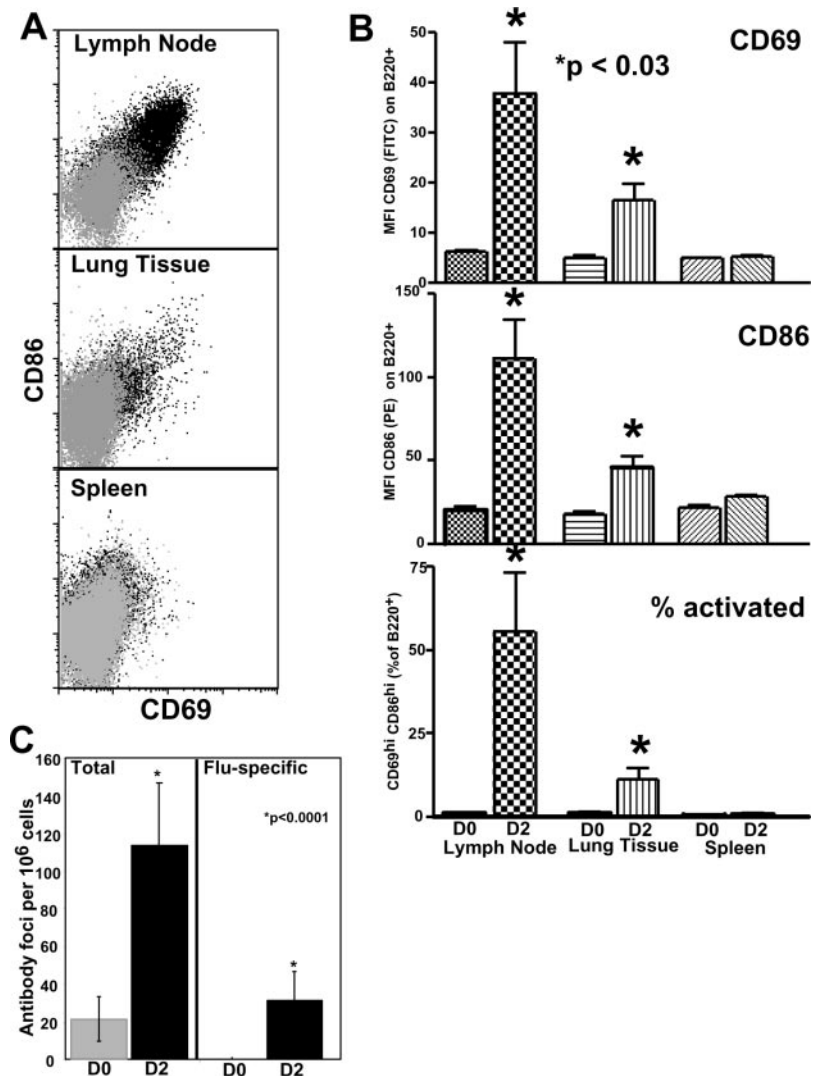 A
Lymph Node
Lung Tissue
Spleen
CD86
CD69
B
CD69
*p < 0.03
*
*
MFI CD69 (FITC) on B220+
50
40
30
20
10
0
CD86
*
*
MFI CD86 (PE) on B220+
150
100
50
0
% activated
*
*
CD69hi CD86hi (%of B220+)
75
50
25
0
D0 D2 D0 D2 D0 D2
Lymph Node Lung Tissue Spleen
C
Total
Flu-specific
*
*
*p<0.0001
Antibody foci per 10⁶ cells
160
140
120
100
80
60
40
20
0
D0 D2 D0 D2